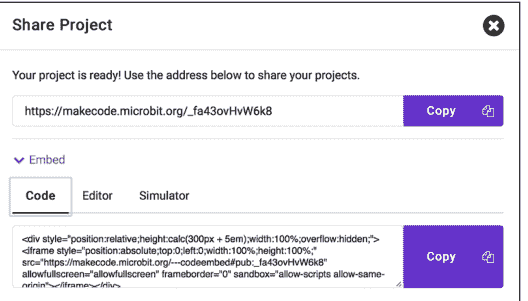 Share Project
Your project is ready! Use the address below to share your projects.
https://makecode.microbit.org/_fa43ovHvW6k8
Copy
Embed
Code Editor Simulator
<div style="position:relative;height:calc(300px + 5em);width:100%;overflow:hidden;">
<iframe style="position:absolute;top:0;left:0;width:100%;height:100%;"
src="https://makecode.microbit.org/---codeembed#pub:_fa43ovHvW6k8"
allowfullscreen="allowfullscreen" frameborder="0" sandbox="allow-scripts allow-same-
origin"></iframe></div>
Copy